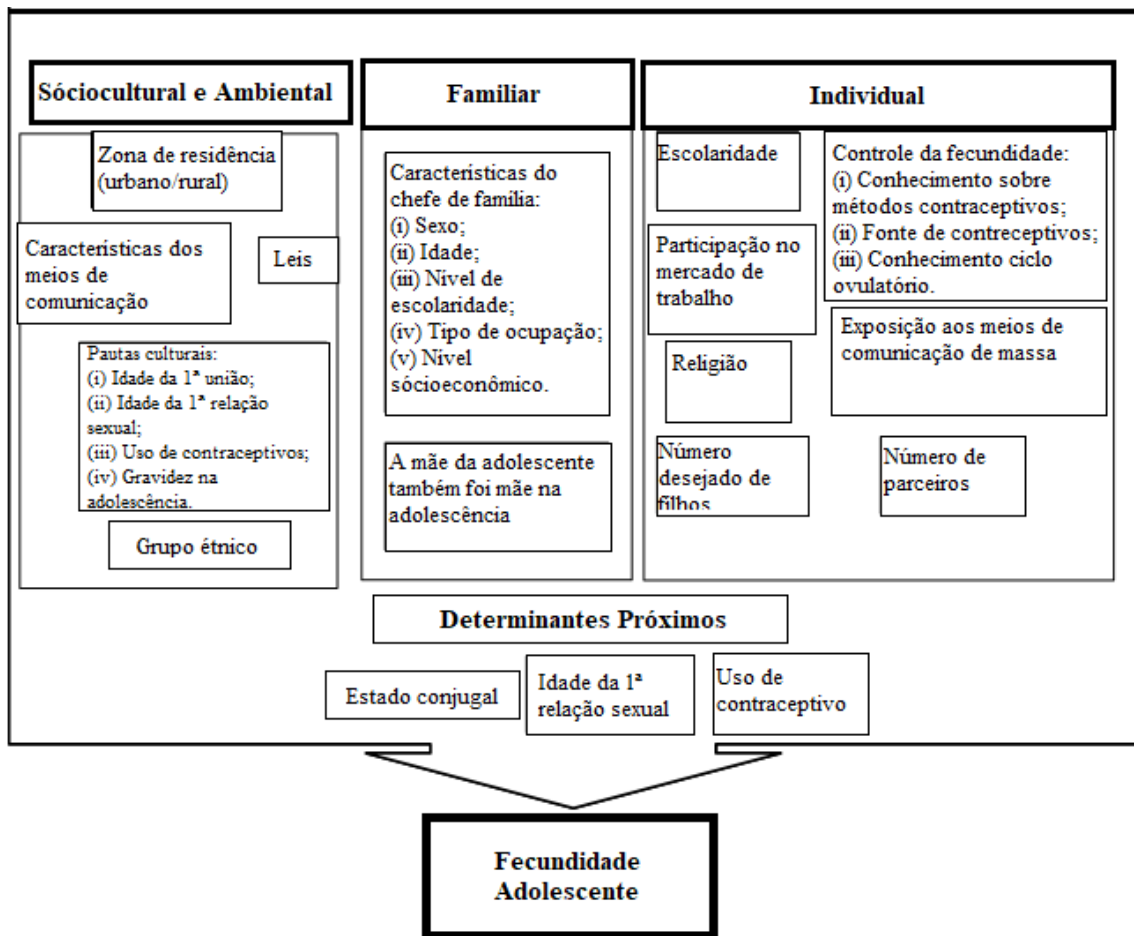 Sóciocultural e Ambiental
Zona de residência
(urbano/rural)
Características dos
meios de
comunicação
Leis
Pautas culturais:
(i) Idade da 1ª união;
(ii) Idade da 1ª relação
sexual;
(iii) Uso de contraceptivos;
(iv) Gravidez na
adolescência.
Grupo étnico
Familiar
Características do
chefe de família:
(i) Sexo;
(ii) Idade;
(iii) Nível de
escolaridade;
(iv) Tipo de ocupação;
(v) Nível
sócioeconômico.
A mãe da adolescente
também foi mãe na
adolescência
Individual
Escolaridade
Controle da fecundidade:
(i) Conhecimento sobre
métodos contraceptivos;
(ii) Fonte de contreceptivos;
(iii) Conhecimento ciclo
ovulatório.
Participação no
mercado de
trabalho
Exposição aos meios de
comunicação de massa
Religião
Número
desejado de
filhos
Número de
parceiros
Determinantes Próximos
Estado conjugal
Idade da 1ª
relação sexual
Uso de
contraceptivo
Fecundidade
Adolescente